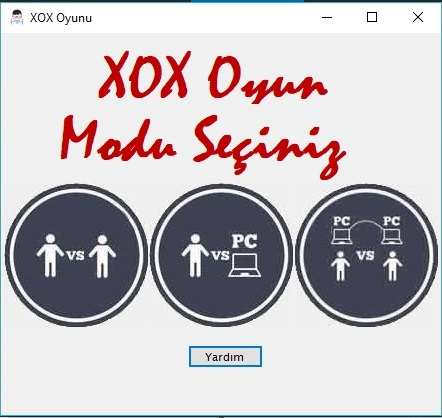 XOX Oyunu
XOX Oyun
Modu Seçiniz
vs
vs PC
PC PC
vs
Yardım